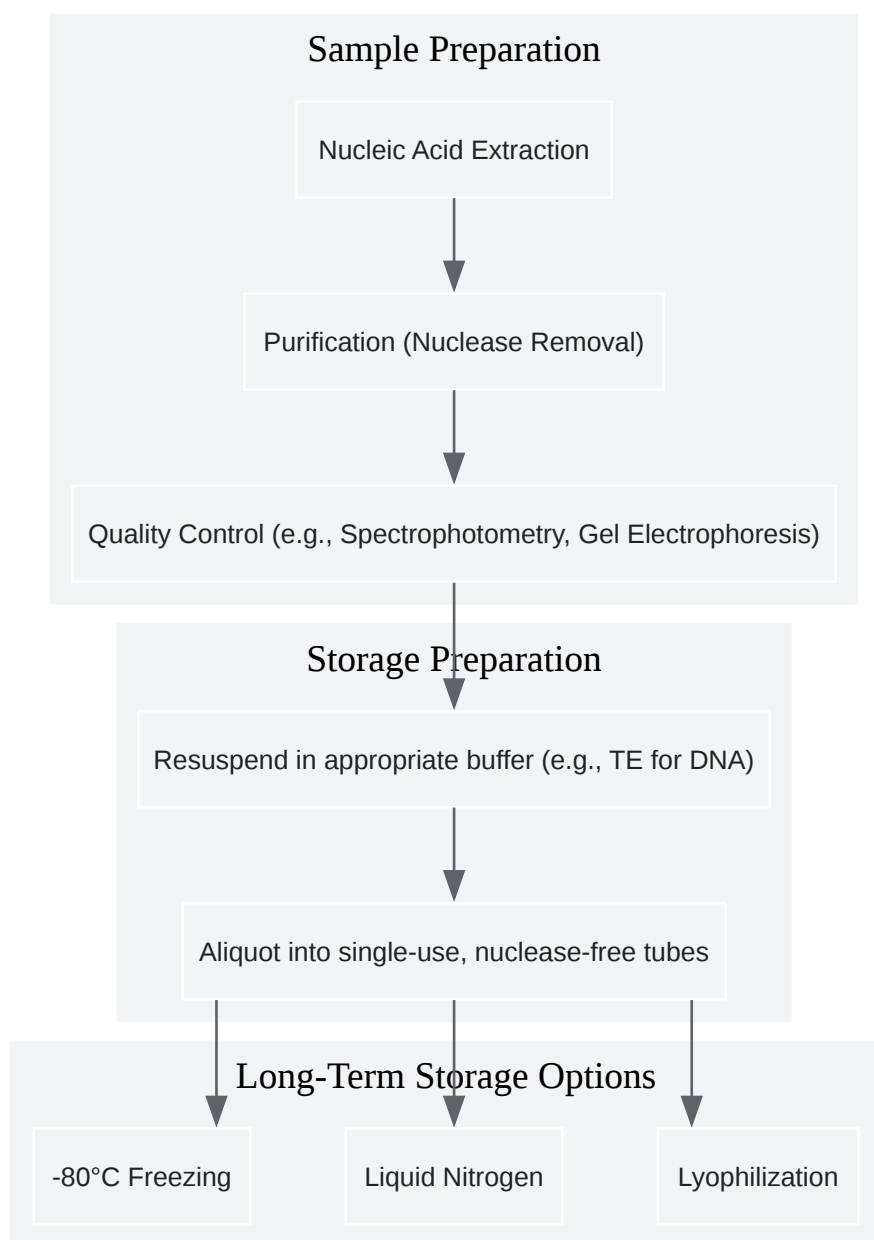 Sample Preparation
Nucleic Acid Extraction
Purification (Nuclease Removal)
Quality Control (e.g., Spectrophotometry, Gel Electrophoresis)
Storage Preparation
Resuspend in appropriate buffer (e.g., TE for DNA)
Aliquot into single-use, nuclease-free tubes
Long-Term Storage Options
-80°C Freezing
Liquid Nitrogen
Lyophilization